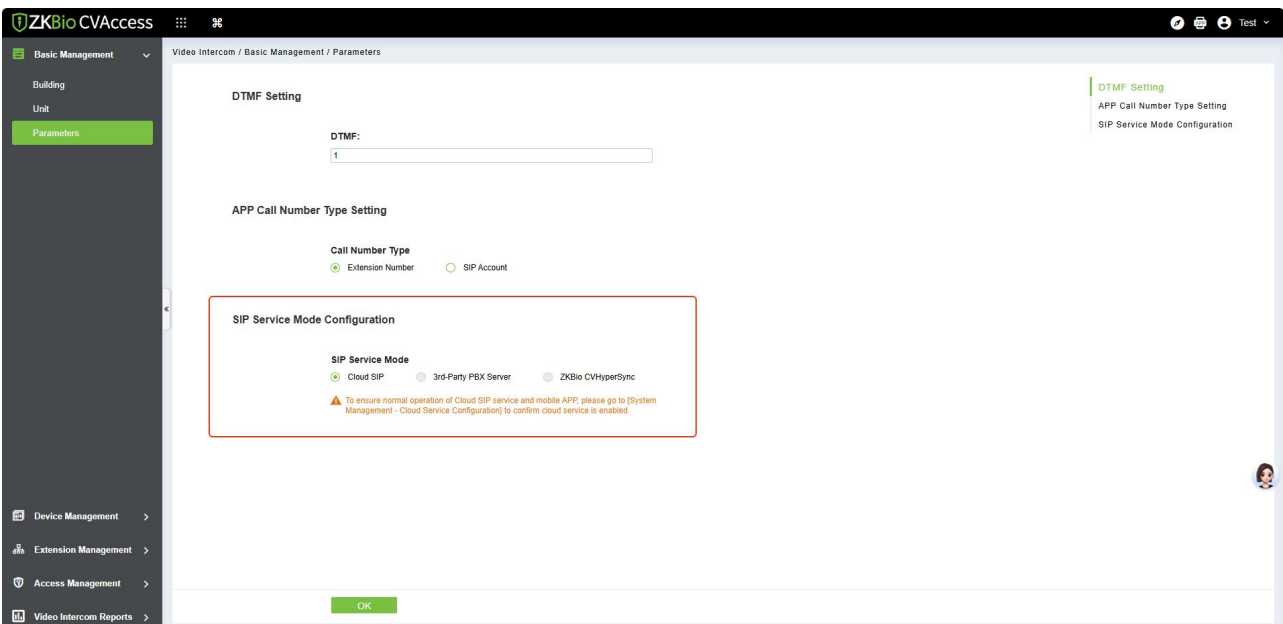 ZKBio CVAccess
Test
Basic Management
Building
Unit
Parameters
Device Management
Extension Management
Access Management
Video Intercom Reports
Video Intercom / Basic Management / Parameters
DTMF Setting
DTMF:
1
APP Call Number Type Setting
Call Number Type
Extension Number
SIP Account
SIP Service Mode Configuration
SIP Service Mode
Cloud SIP
3rd-Party PBX Server
ZKBio CVHyperSync
To ensure normal operation of Cloud SIP service and mobile APP, please go to [System
Management - Cloud Service Configuration] to confirm cloud service is enabled.
OK
DTMF Setting
APP Call Number Type Setting
SIP Service Mode Configuration